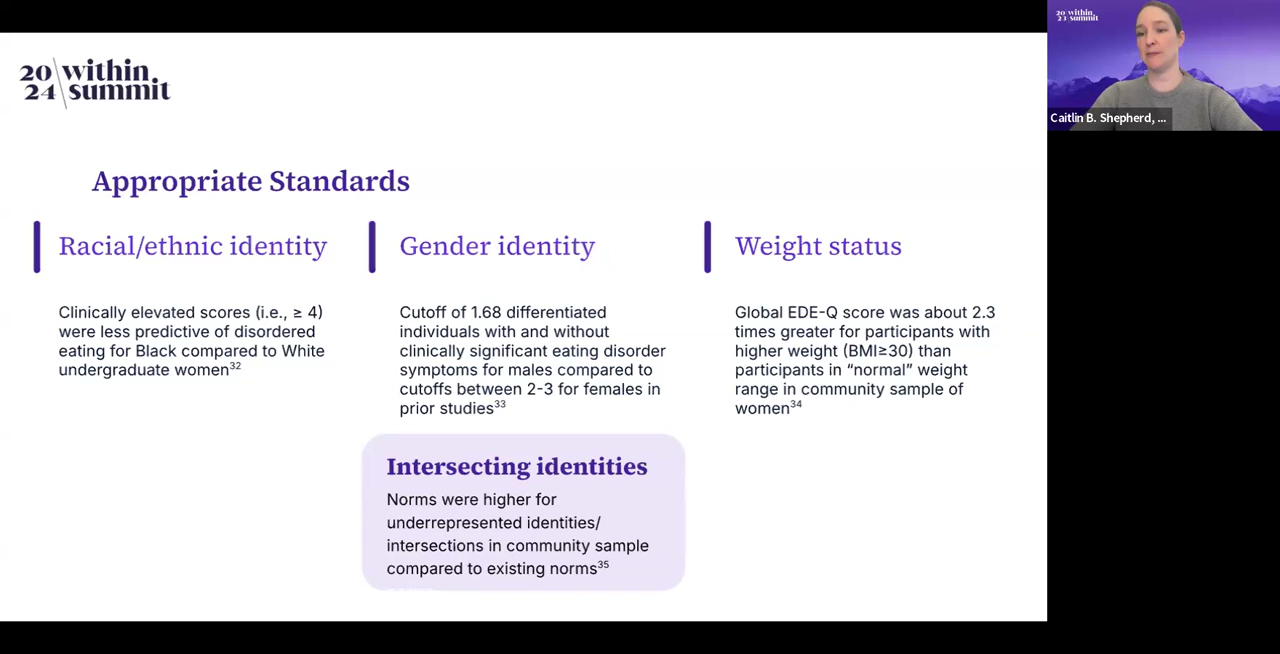 20 within
24 summit
20 within
23 summit
Caitlin B. Shepherd, ...
Appropriate Standards
Racial/ethnic identity
Clinically elevated scores (i.e., ≥ 4)
were less predictive of disordered
eating for Black compared to White
undergraduate women32
Gender identity
Cutoff of 1.68 differentiated
individuals with and without
clinically significant eating disorder
symptoms for males compared to
cutoffs between 2-3 for females in
prior studies33
Weight status
Global EDE-Q score was about 2.3
times greater for participants with
higher weight (BMI≥30) than
participants in “normal” weight
range in community sample of
women34
Intersecting identities
Norms were higher for
underrepresented identities/
intersections in community sample
compared to existing norms35